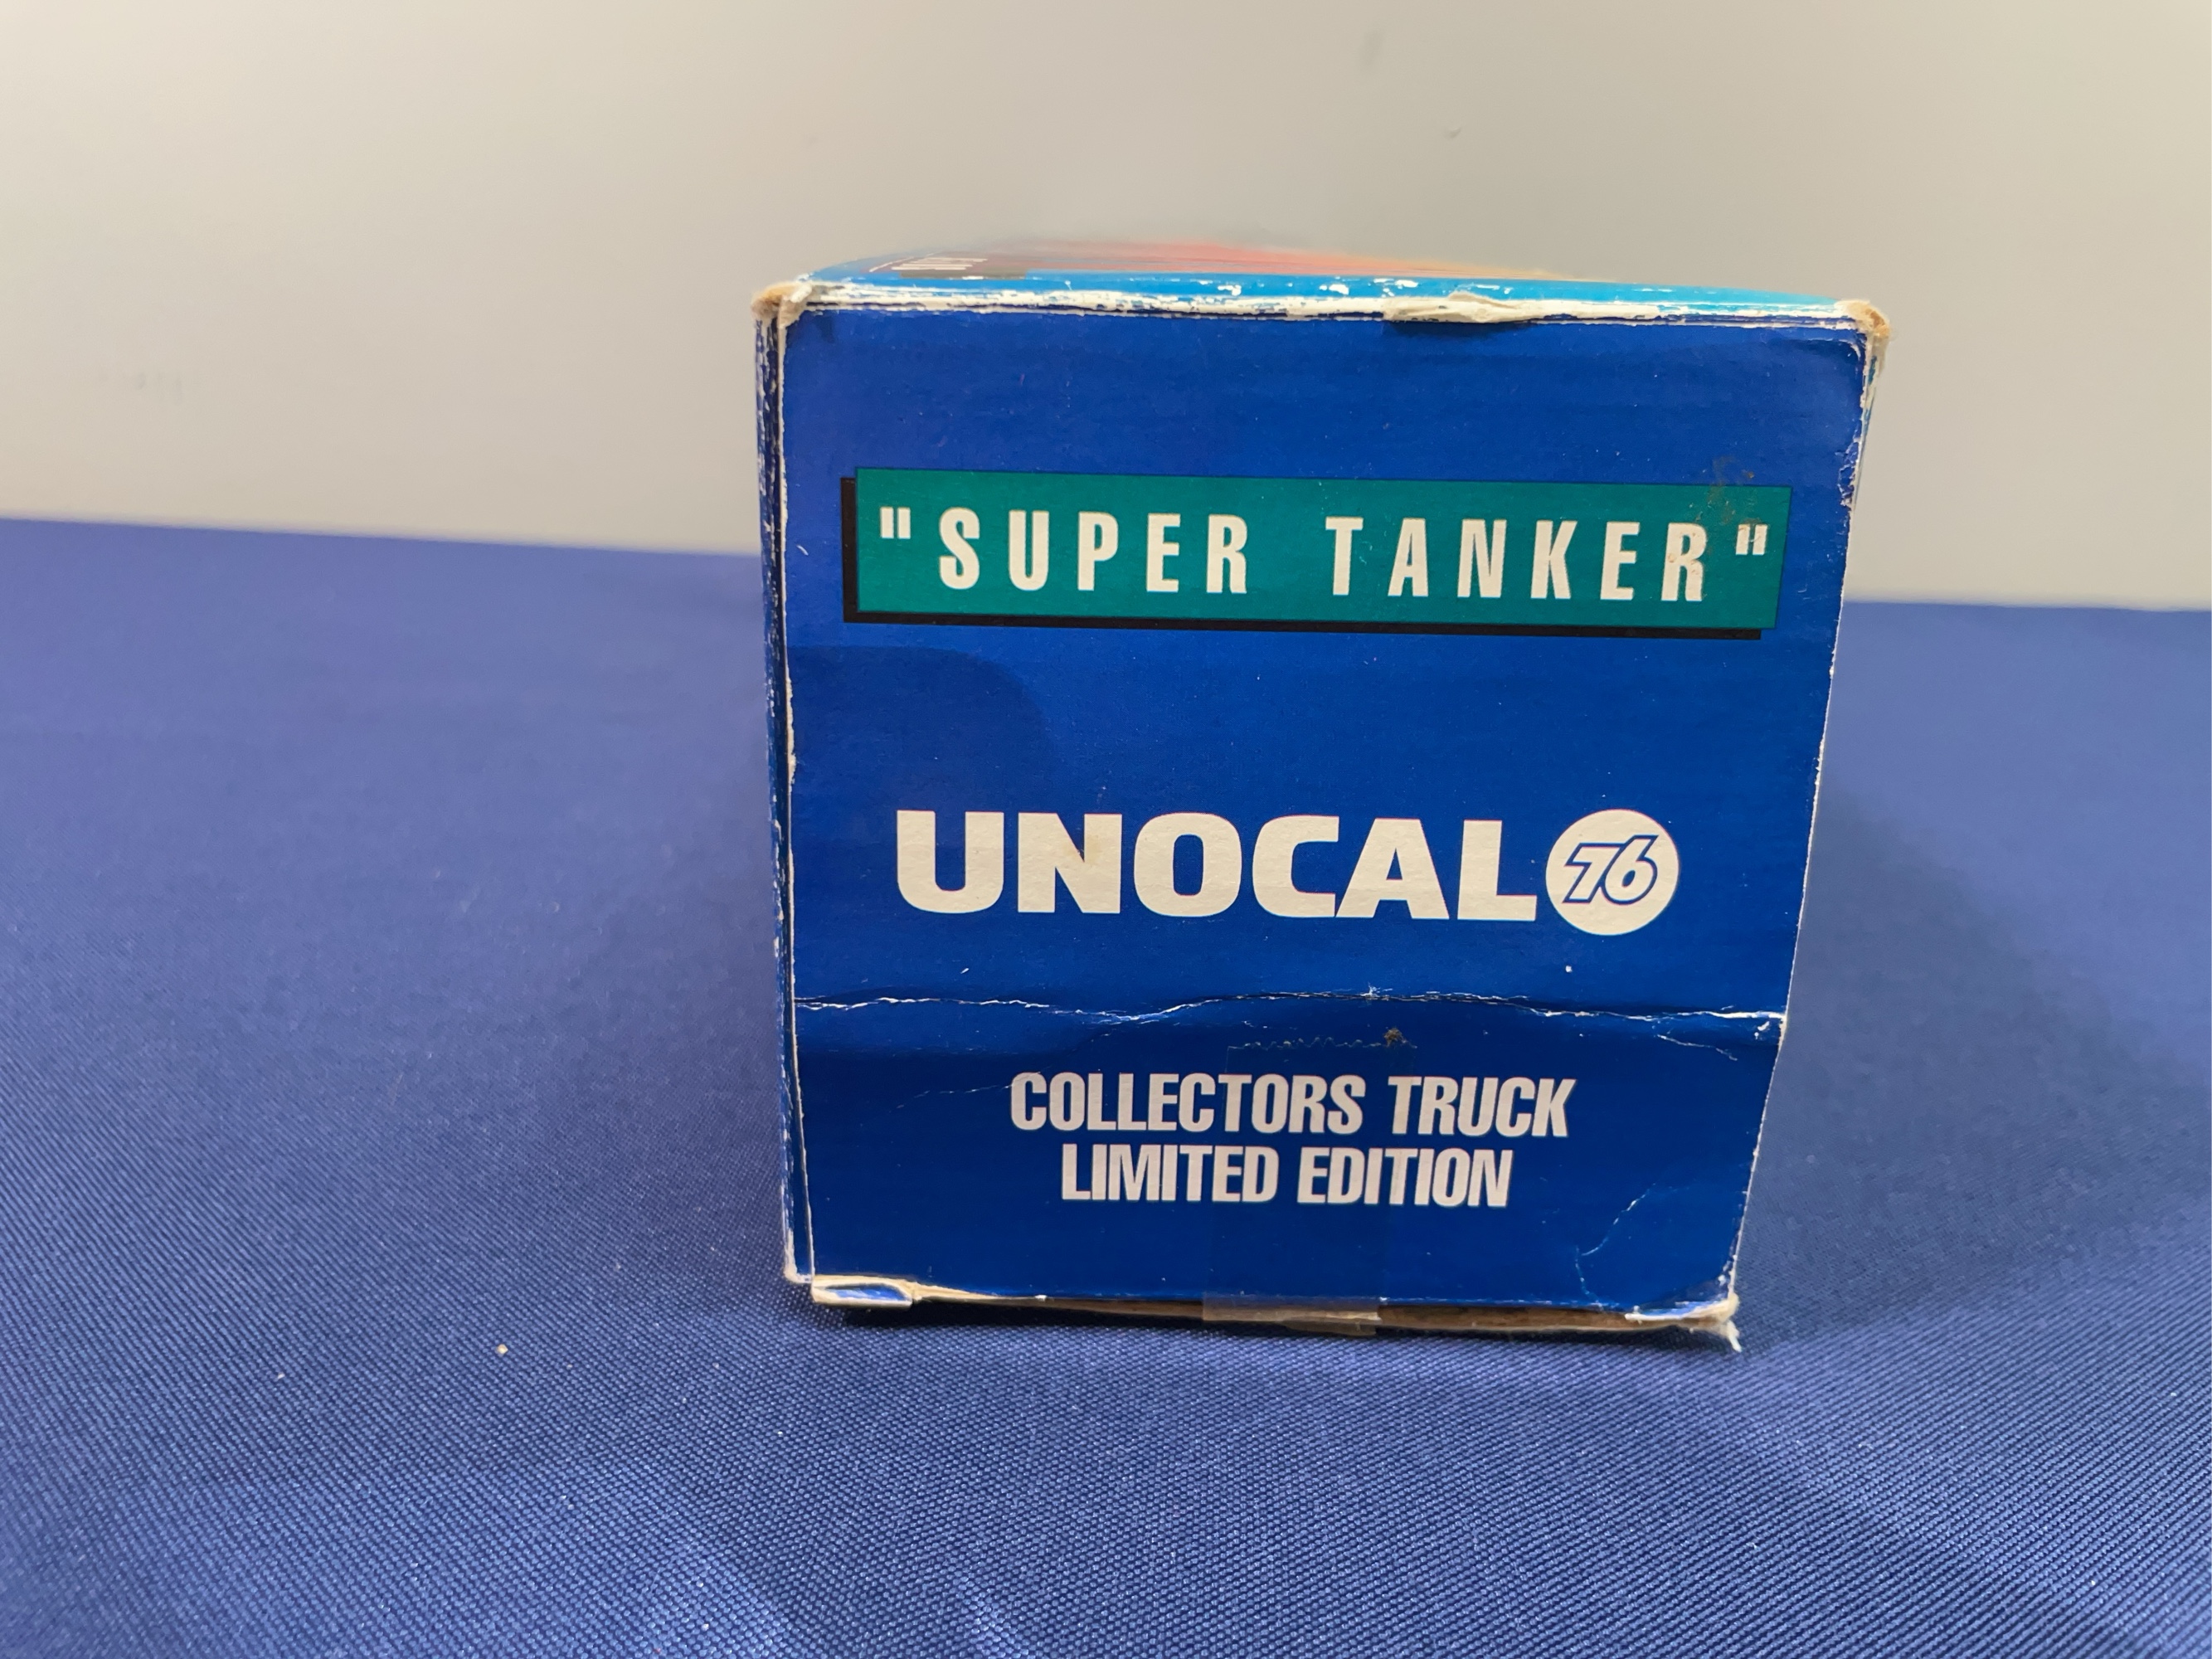 "SUPER TANKER"
UNOCAL 76
COLLECTORS TRUCK
LIMITED EDITION